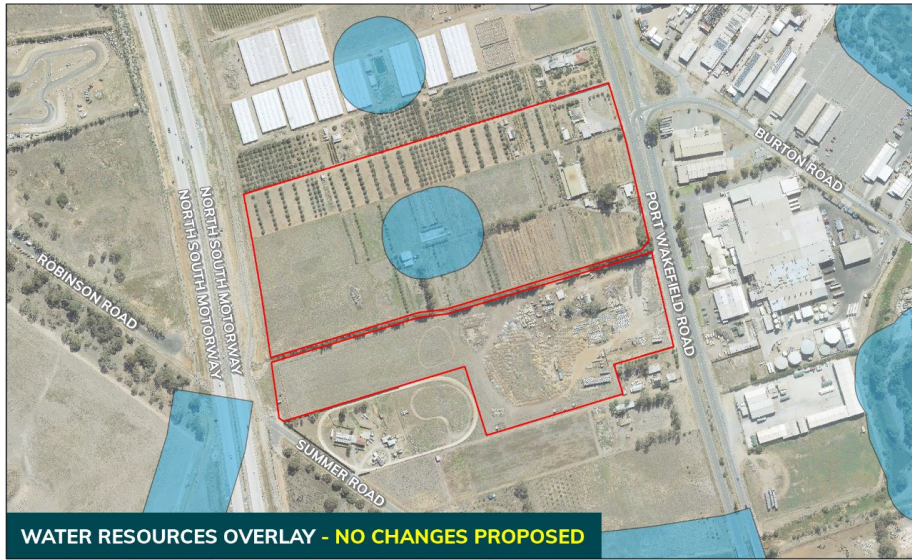 BURTON ROAD
PORT WAKEFIELD ROAD
NORTH SOUTH MOTORWAY
NORTH SOUTH MOTORWAY
ROBINSON ROAD
SUMMER ROAD
WATER RESOURCES OVERLAY - NO CHANGES PROPOSED